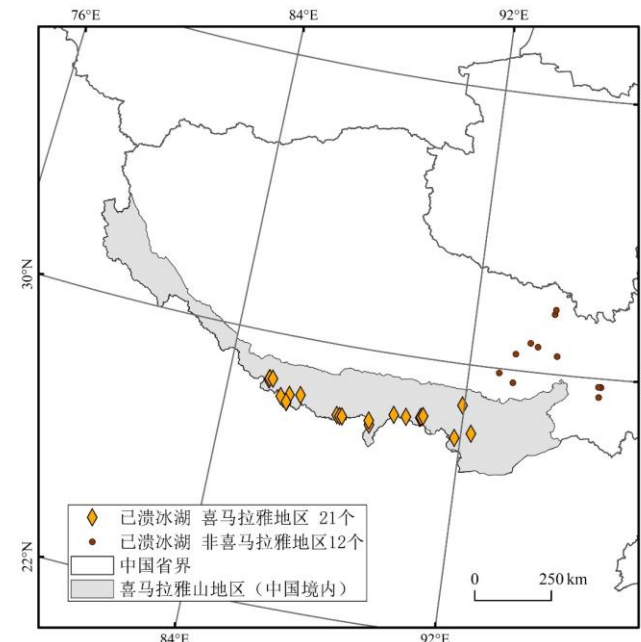 76°E 84°E 92°E
30°N
22°N
已溃冰湖 喜马拉雅地区 21个
已溃冰湖 非喜马拉雅地区12个
中国省界
喜马拉雅山地区（中国境内）
0 250 km
84°E 92°E